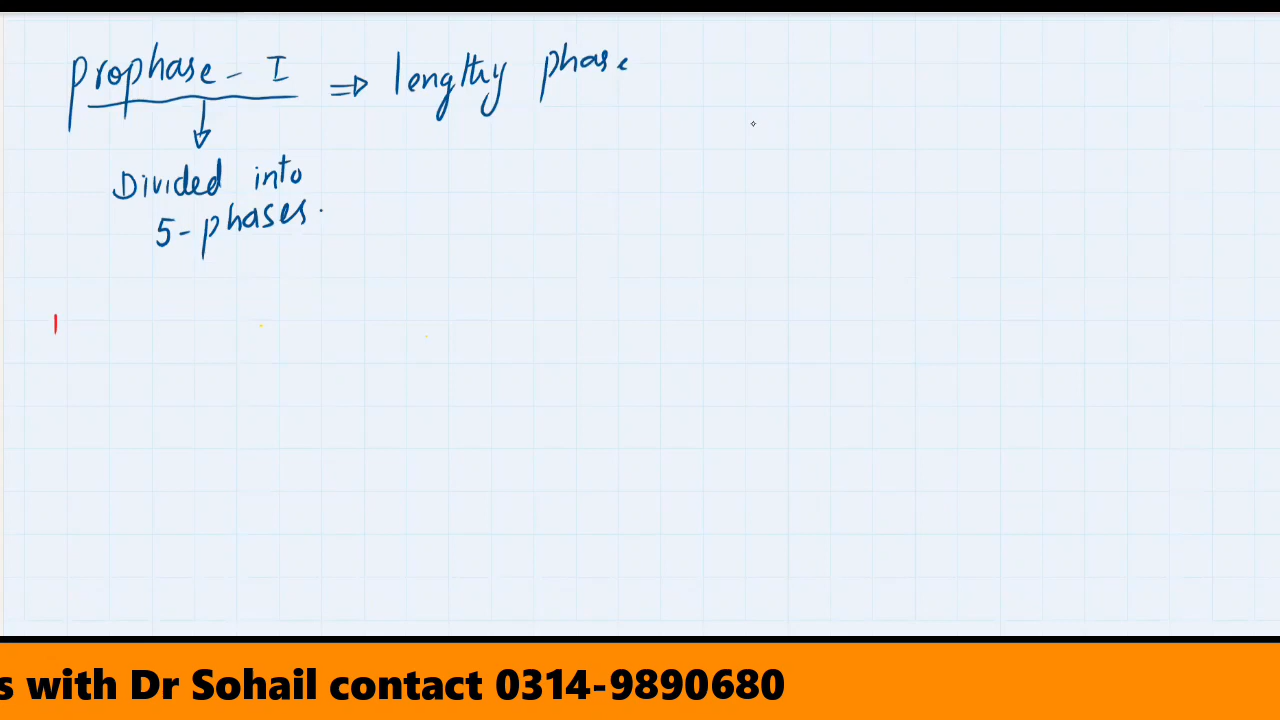 Prophase - I ⇒ lengthy phase
Divided into
5 - phases.
s with Dr Sohail contact 0314-9890680